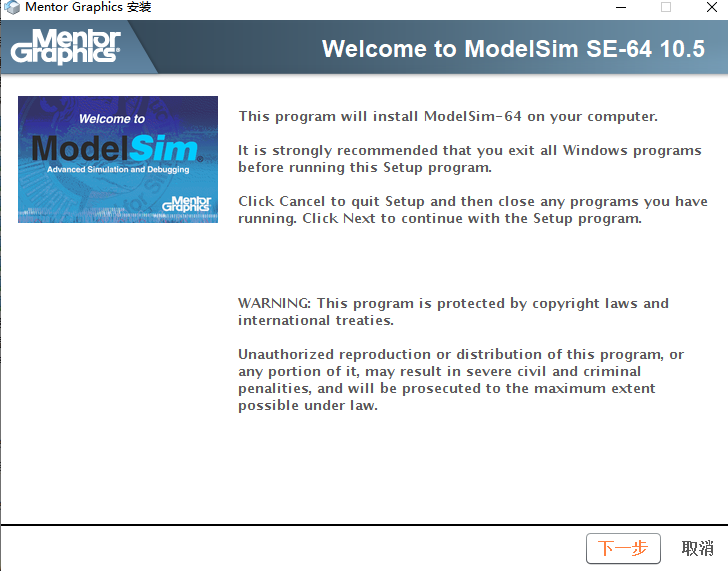 Mentor Graphics 安装
Mentor
Graphics®
Welcome to ModelSim SE-64 10.5
Welcome to
ModelSim®
Advanced Simulation and Debugging
Mentor
Graphics
This program will install ModelSim-64 on your computer.
It is strongly recommended that you exit all Windows programs
before running this Setup program.
Click Cancel to quit Setup and then close any programs you have
running. Click Next to continue with the Setup program.
WARNING: This program is protected by copyright laws and
international treaties.
Unauthorized reproduction or distribution of this program, or
any portion of it, may result in severe civil and criminal
penalities, and will be prosecuted to the maximum extent
possible under law.
下一步
取消